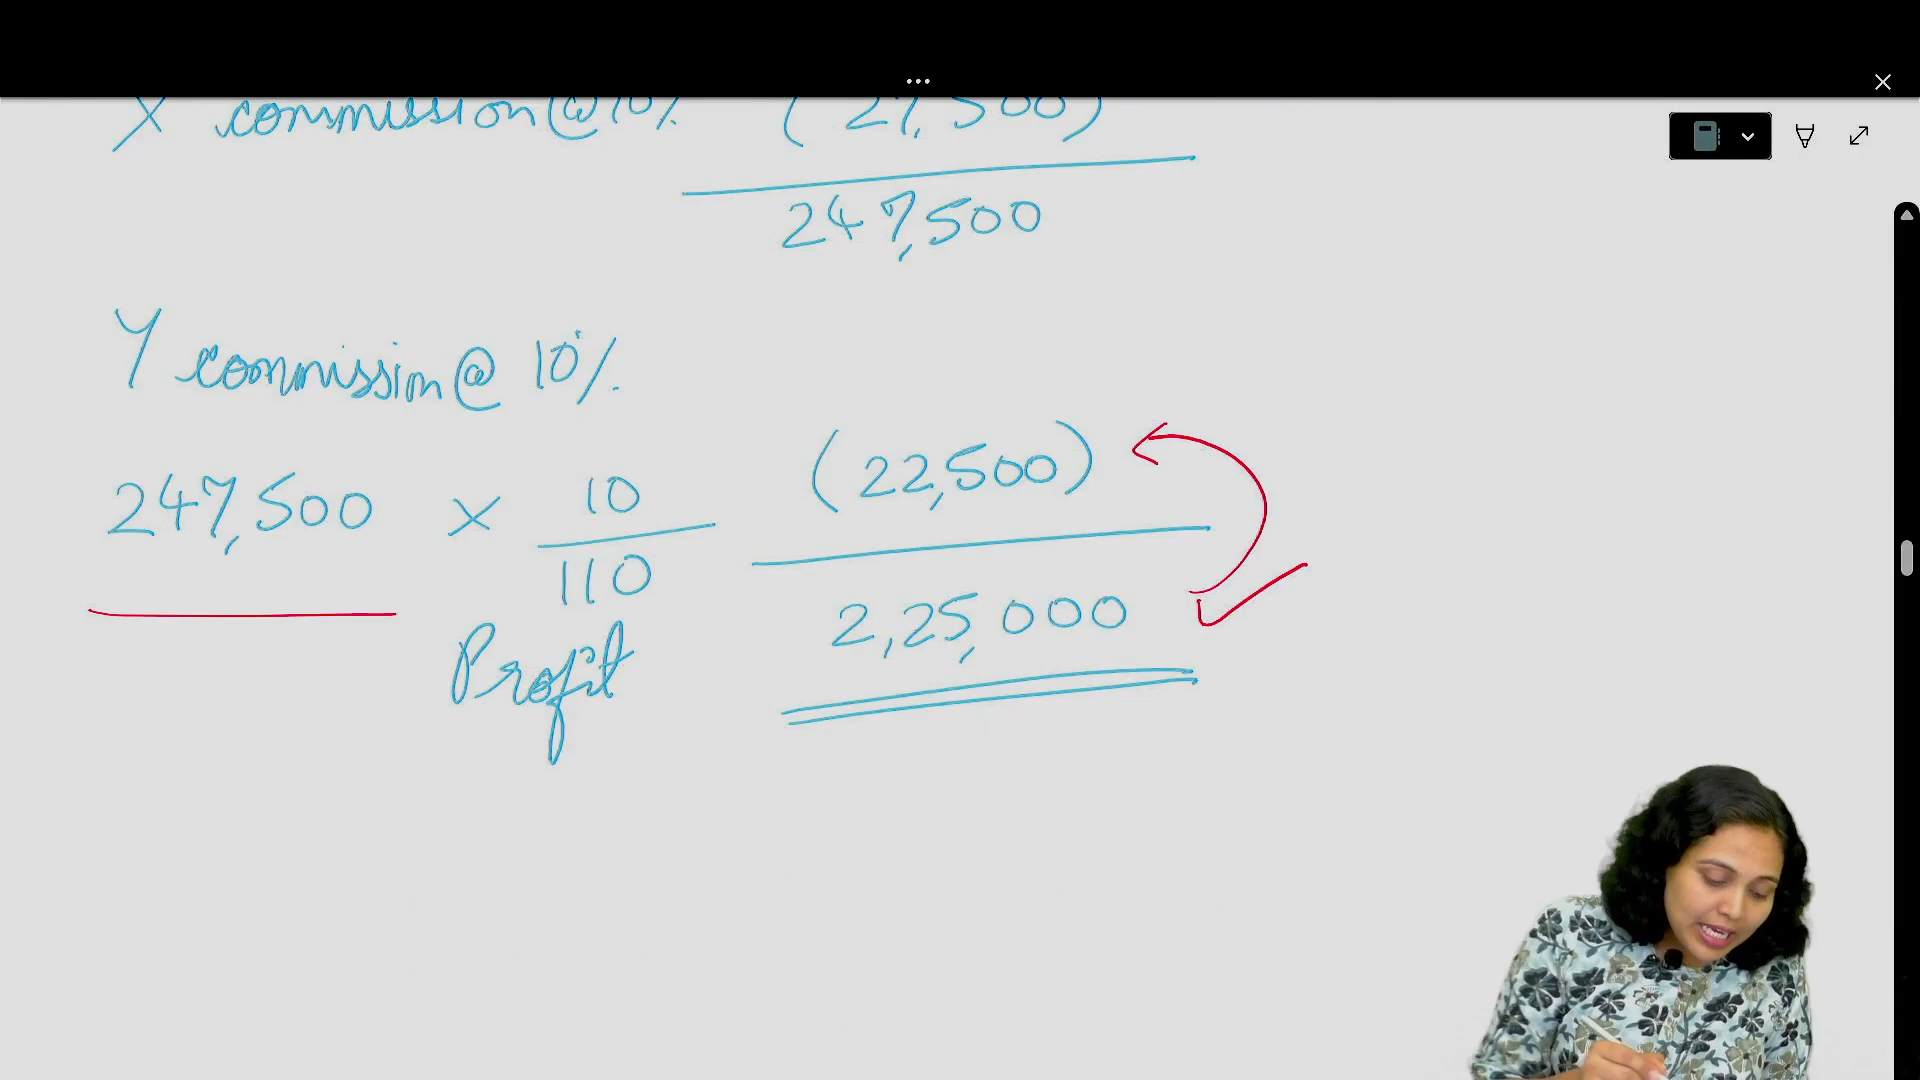 X commission@10% (27,500)
247,500
Y commission@ 10%
(22,500)
247,500 x 10/110
Profit 2,25,000